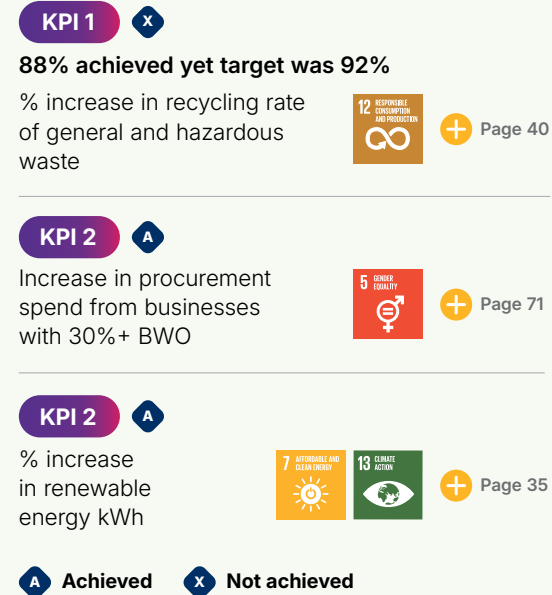 KPI 1 X
88% achieved yet target was 92%
% increase in recycling rate
of general and hazardous
waste
12 RESPONSIBLE
CONSUMPTION
AND PRODUCTION
Page 40
KPI 2 A
Increase in procurement
spend from businesses
with 30%+ BWO
5 GENDER
EQUALITY
Page 71
KPI 2 A
% increase
in renewable
energy kWh
7 AFFORDABLE AND
CLEAN ENERGY
13 CLIMATE
ACTION
Page 35
A Achieved X Not achieved